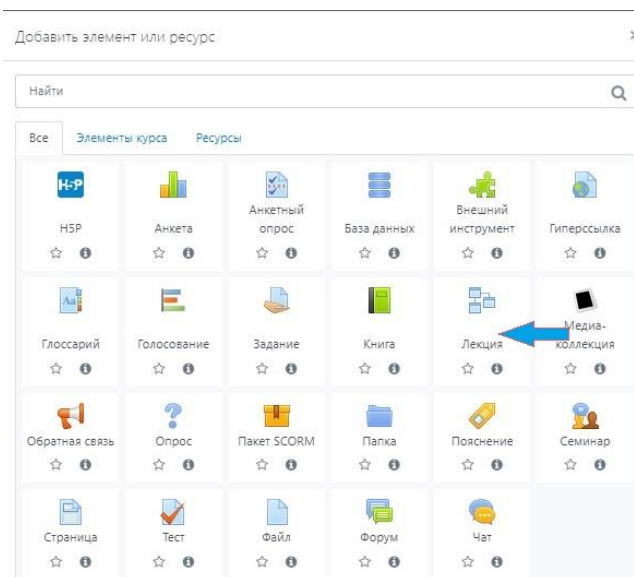 Добавить элемент или ресурс
Найти
Все Элементы курса Ресурсы
H5P
H5P
Анкета
Анкетный
опрос
База данных
Внешний
инструмент
Гиперссылка
Aa
Глоссарий
Голосование
Задание
Книга
Лекция
Медиа-
коллекция
Обратная связь
Опрос
Пакет SCORM
Папка
Пояснение
Семинар
Страница
Тест
Файл
Форум
Чат